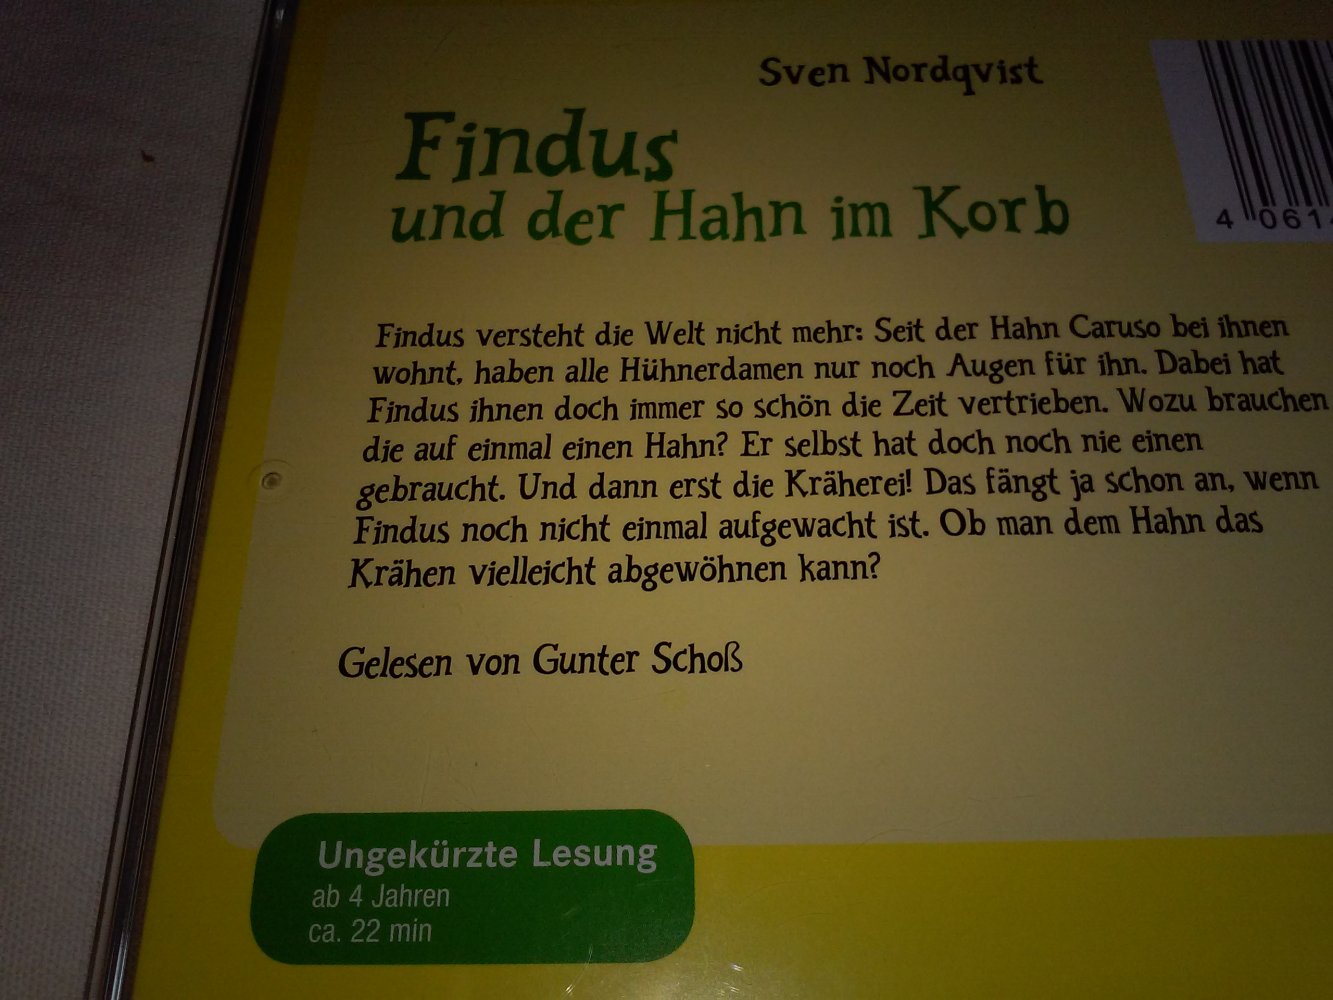 Sven Nordqvist
Findus
und der Hahn im Korb
4 061
Findus versteht die Welt nicht mehr: Seit der Hahn Caruso bei ihnen
wohnt, haben alle Hühnerdamen nur noch Augen für ihn. Dabei hat
Findus ihnen doch immer so schön die Zeit vertrieben. Wozu brauchen
die auf einmal einen Hahn? Er selbst hat doch noch nie einen
gebraucht. Und dann erst die Kräherei! Das fängt ja schon an, wenn
Findus noch nicht einmal aufgewacht ist. Ob man dem Hahn das
Krähen vielleicht abgewöhnen kann?
Gelesen von Gunter Schoß
Ungekürzte Lesung
ab 4 Jahren
ca. 22 min